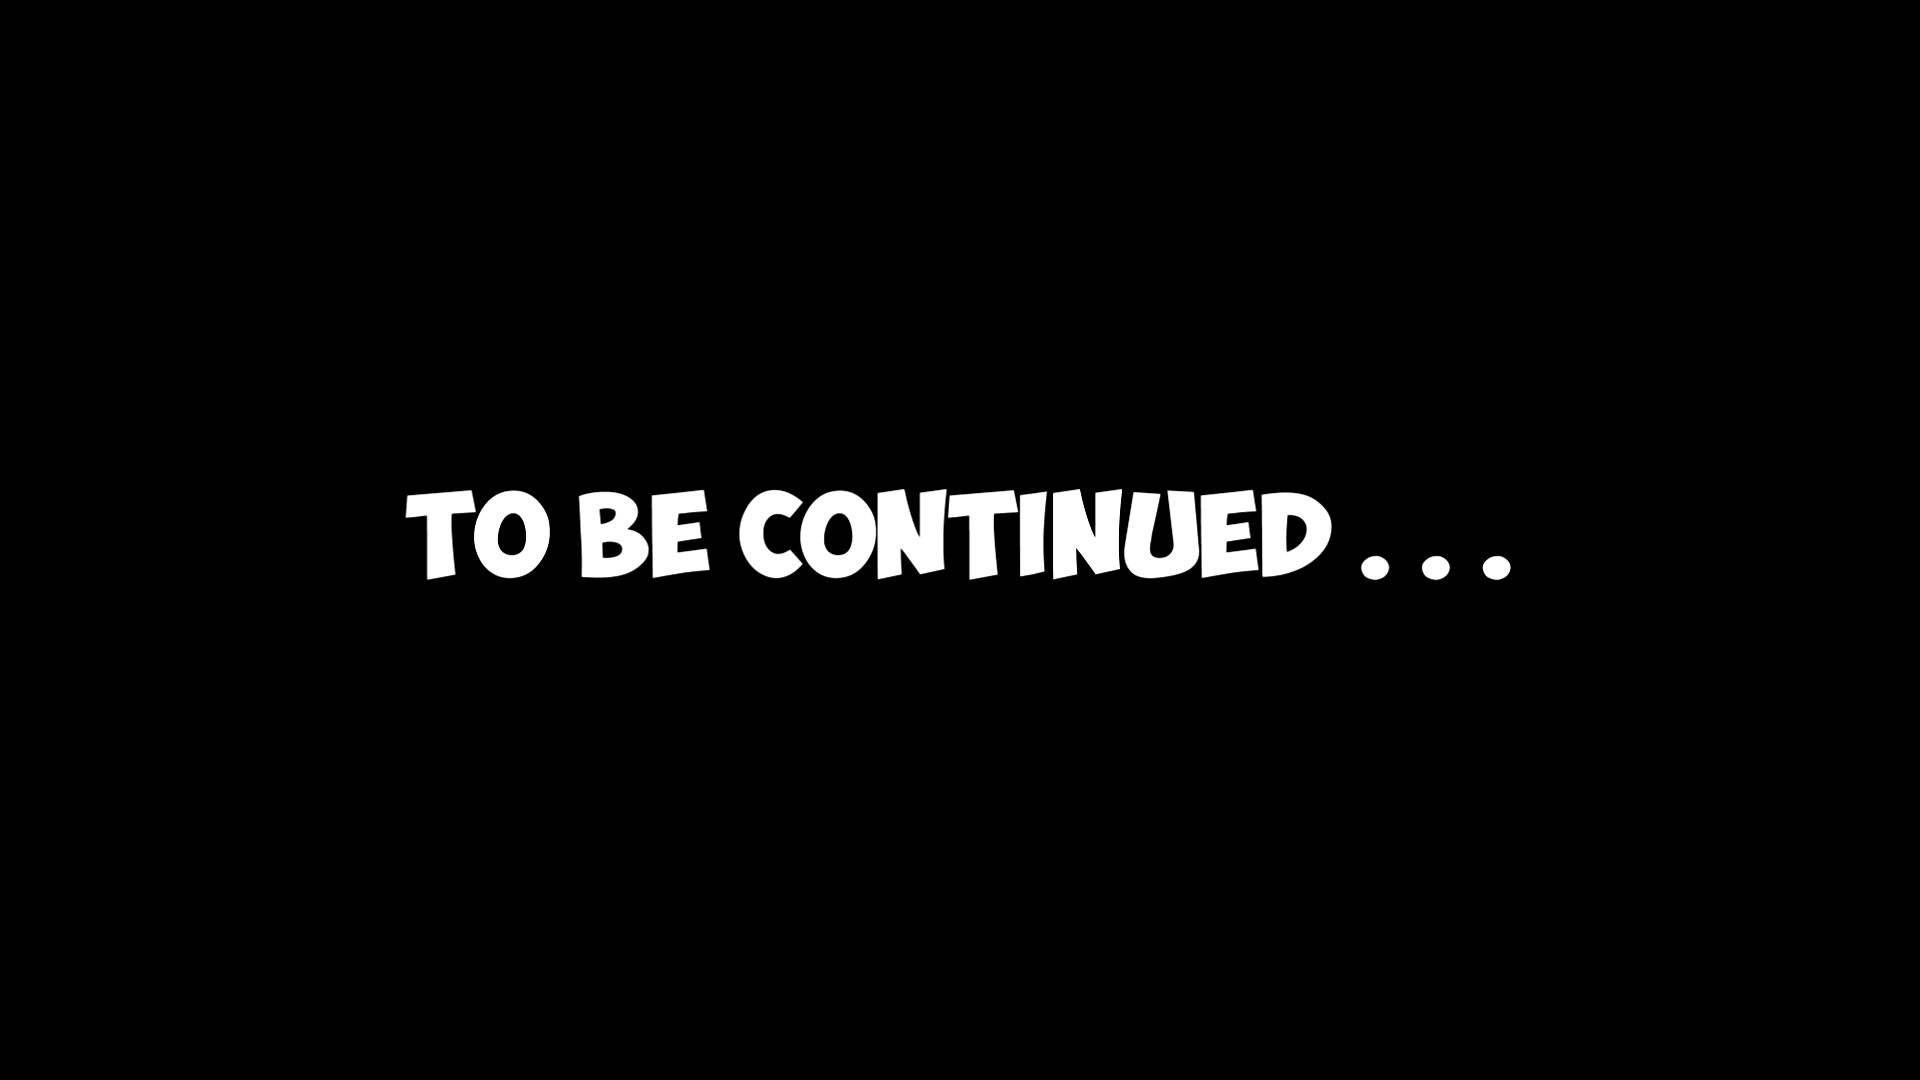 TO BE CONTINUED . . .